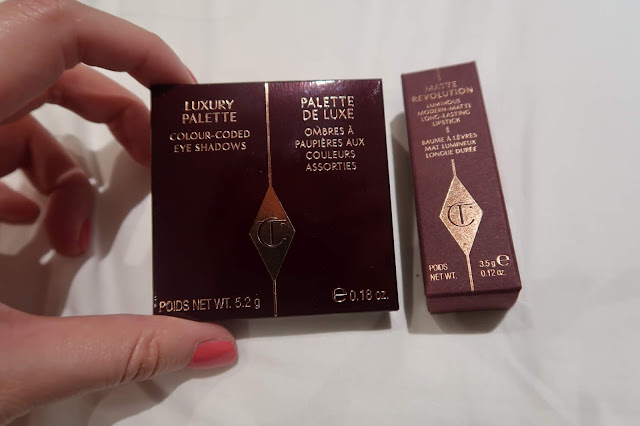 LUXURY
PALETTE
COLOUR-CODED
EYE SHADOWS
PALETTE
DE LUXE
OMBRES À
PAUPIÈRES AUX
COULEURS
ASSORTIES
CT
POIDS NET WT. 5.2 g
℮ 0.18 oz.
MATTE
REVOLUTION
LUMINOUS
MODERN-MATTE
LONG-LASTING
LIPSTICK
BAUME À LÈVRES
MAT LUMINEUX
LONGUE DURÉE
CT
POIDS
NET WT.
3.5 g ℮
0.12 oz.